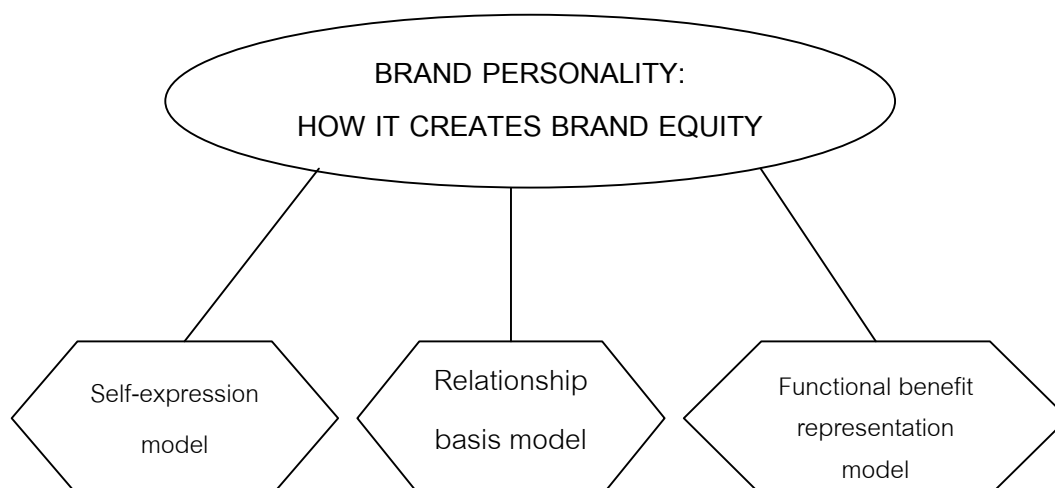 BRAND PERSONALITY:
HOW IT CREATES BRAND EQUITY
Self-expression
model
Relationship
basis model
Functional benefit
representation
model